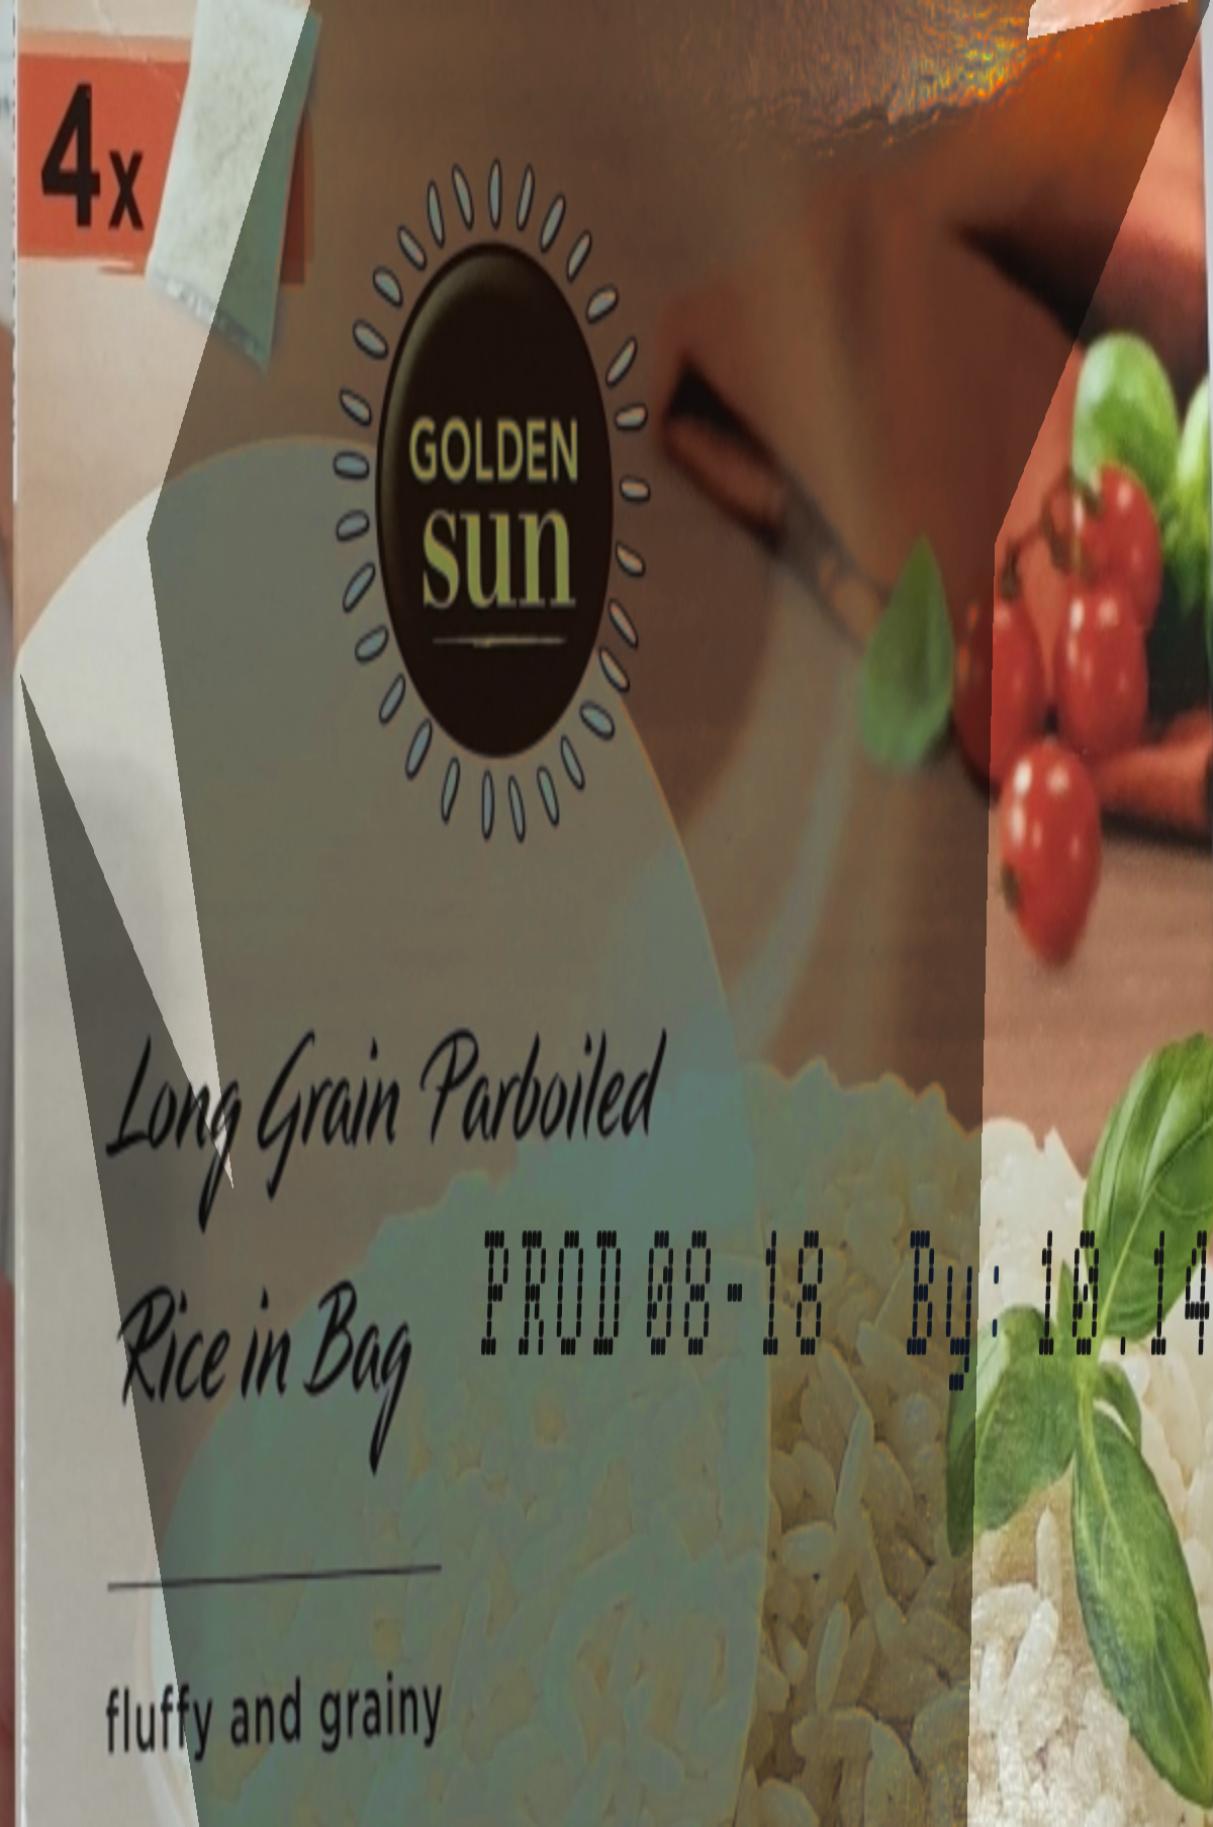 4x
GOLDEN
sun
Long Grain Parboiled
Rice in Bag
PROD 08-18 By: 10.14
fluffy and grainy